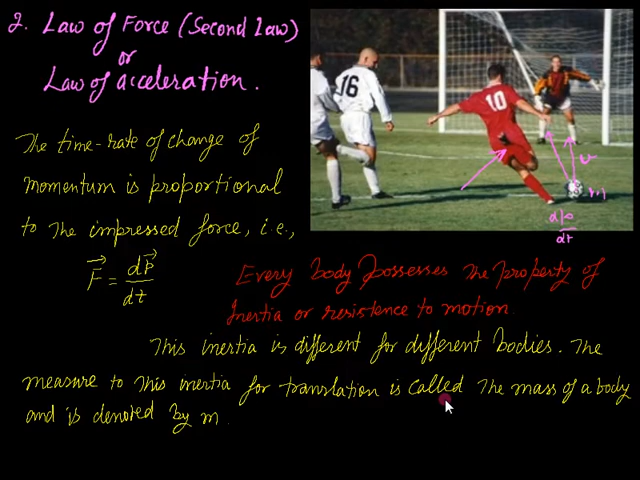 2. Law of Force (Second Law)
or
Law of acceleration.
16
10
The time-rate of change of
momentum is proportional
to the impressed force, i.e.,
F = dP/dt
dp/dt
Every body possesses the property of
Inertia or resistence to motion
This inertia is different for different bodies. The
measure to this inertia for translation is called the mass of a body
and is denoted by m